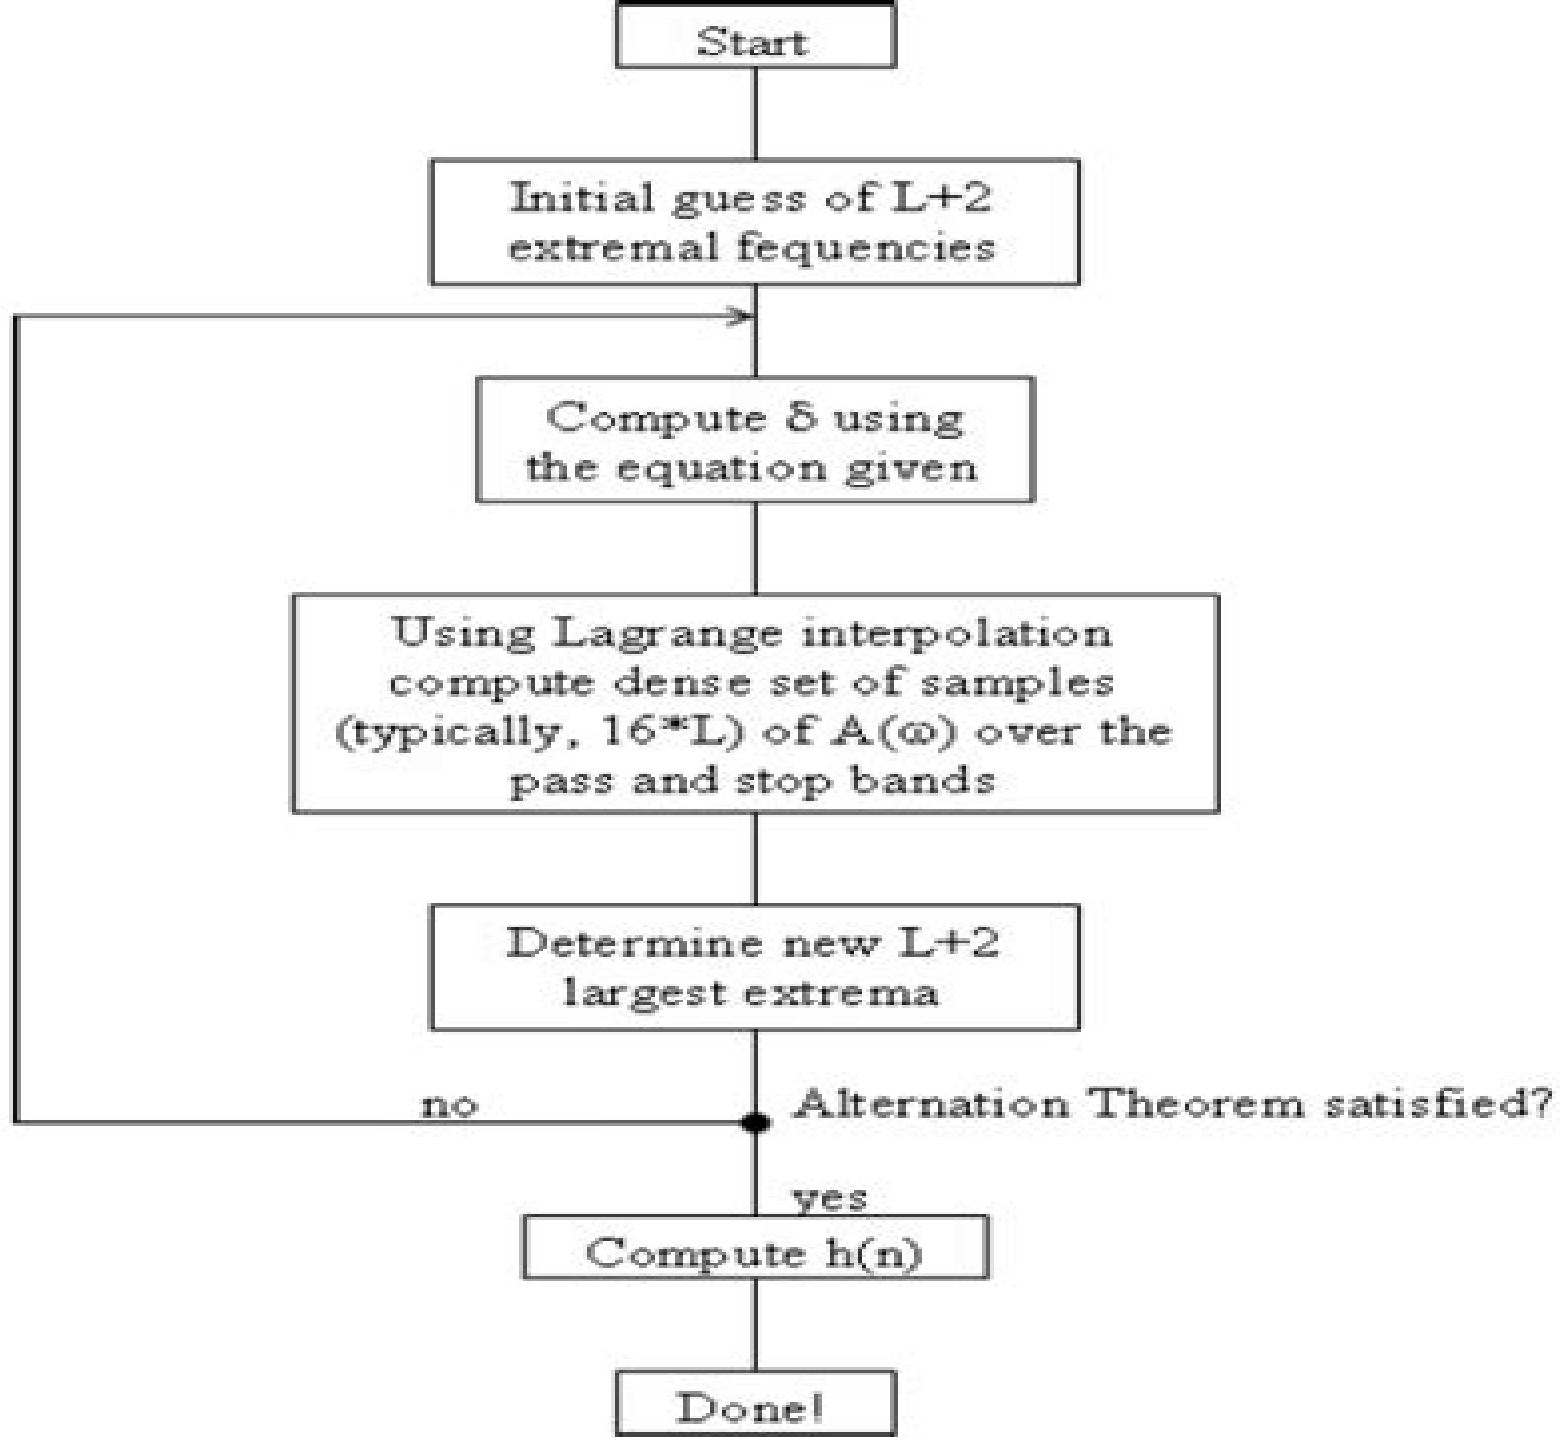 Start
Initial guess of L+2
extremal fequencies
Compute δ using
the equation given
Using Lagrange interpolation
compute dense set of samples
(typically, 16*L) of A(ω) over the
pass and stop bands
Determine new L+2
largest extrema
no
Alternation Theorem satisfied?
yes
Compute h(n)
Done!